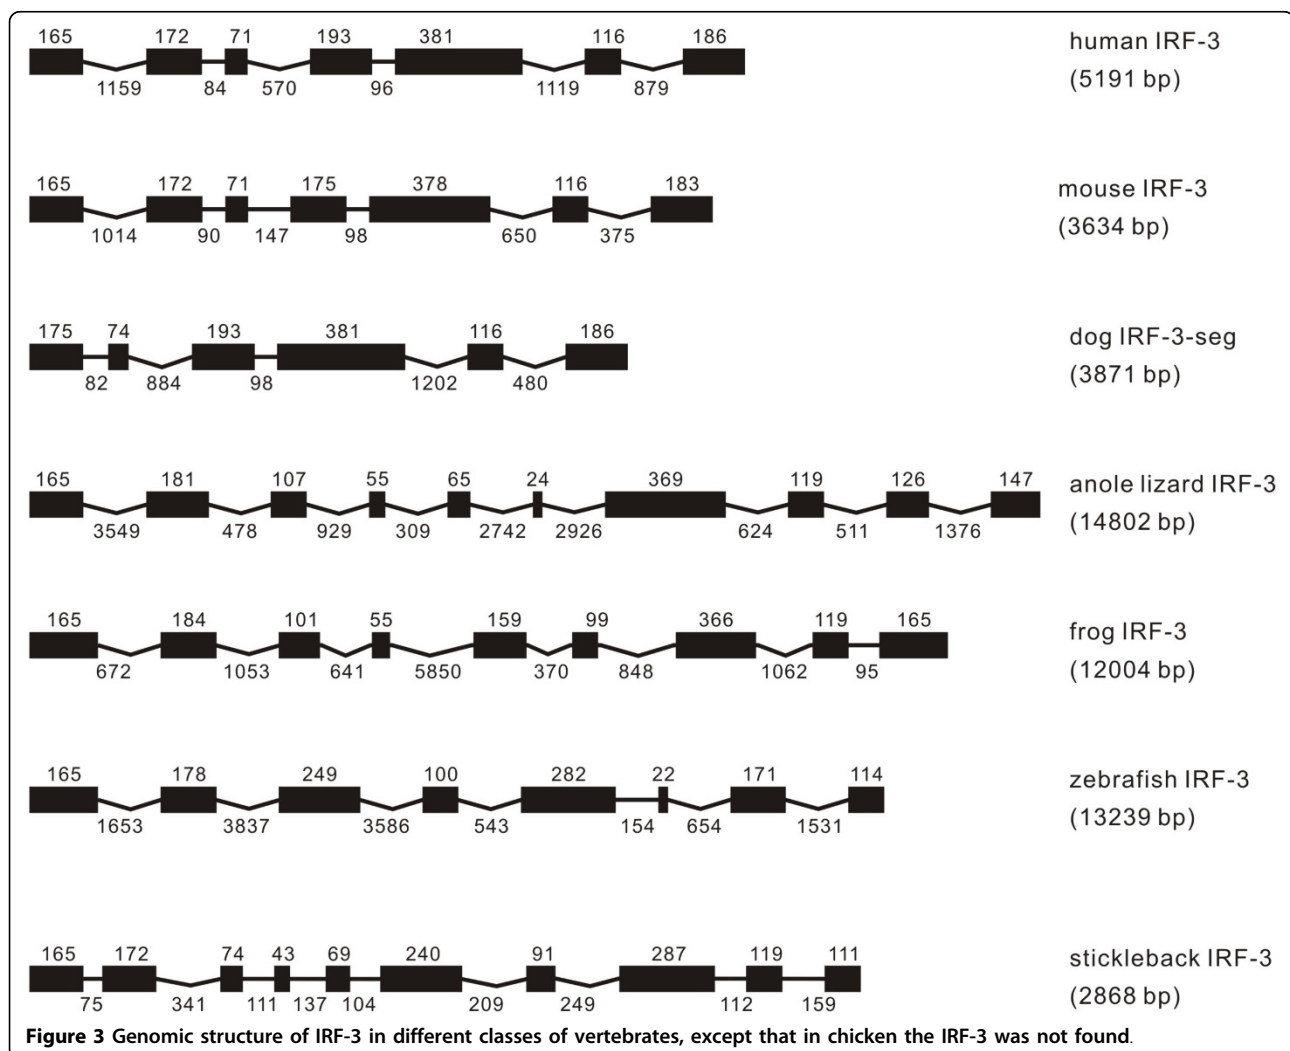 165 172 71 193 381 116 186
human IRF-3
1159 84 570 96 1119 879
(5191 bp)
165 172 71 175 378 116 183
mouse IRF-3
1014 90 147 98 650 375
(3634 bp)
175 74 193 381 116 186
dog IRF-3-seg
82 884 98 1202 480
(3871 bp)
165 181 107 55 65 24 369 119 126 147
anole lizard IRF-3
3549 478 929 309 2742 2926 624 511 1376
(14802 bp)
165 184 101 55 159 99 366 119 165
frog IRF-3
672 1053 641 5850 370 848 1062 95
(12004 bp)
165 178 249 100 282 22 171 114
zebrafish IRF-3
1653 3837 3586 543 154 654 1531
(13239 bp)
165 172 74 43 69 240 91 287 119 111
stickleback IRF-3
75 341 111 137 104 209 249 112 159
(2868 bp)
Figure 3 Genomic structure of IRF-3 in different classes of vertebrates, except that in chicken the IRF-3 was not found.